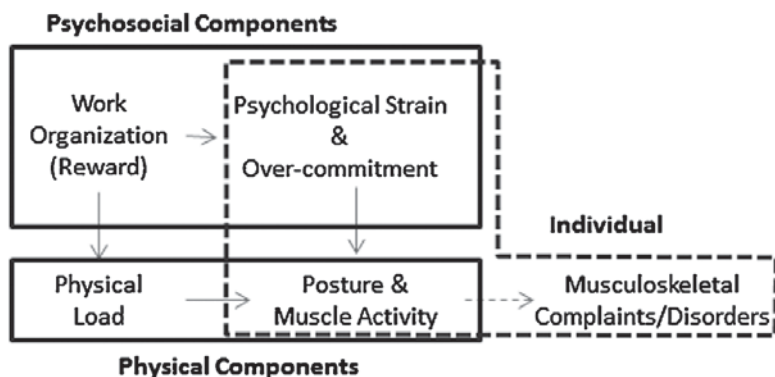 Psychosocial Components
Work
Organization
(Reward)
Psychological Strain
&
Over-commitment
Individual
Physical
Load
Posture &
Muscle Activity
Musculoskeletal
Complaints/Disorders
Physical Components